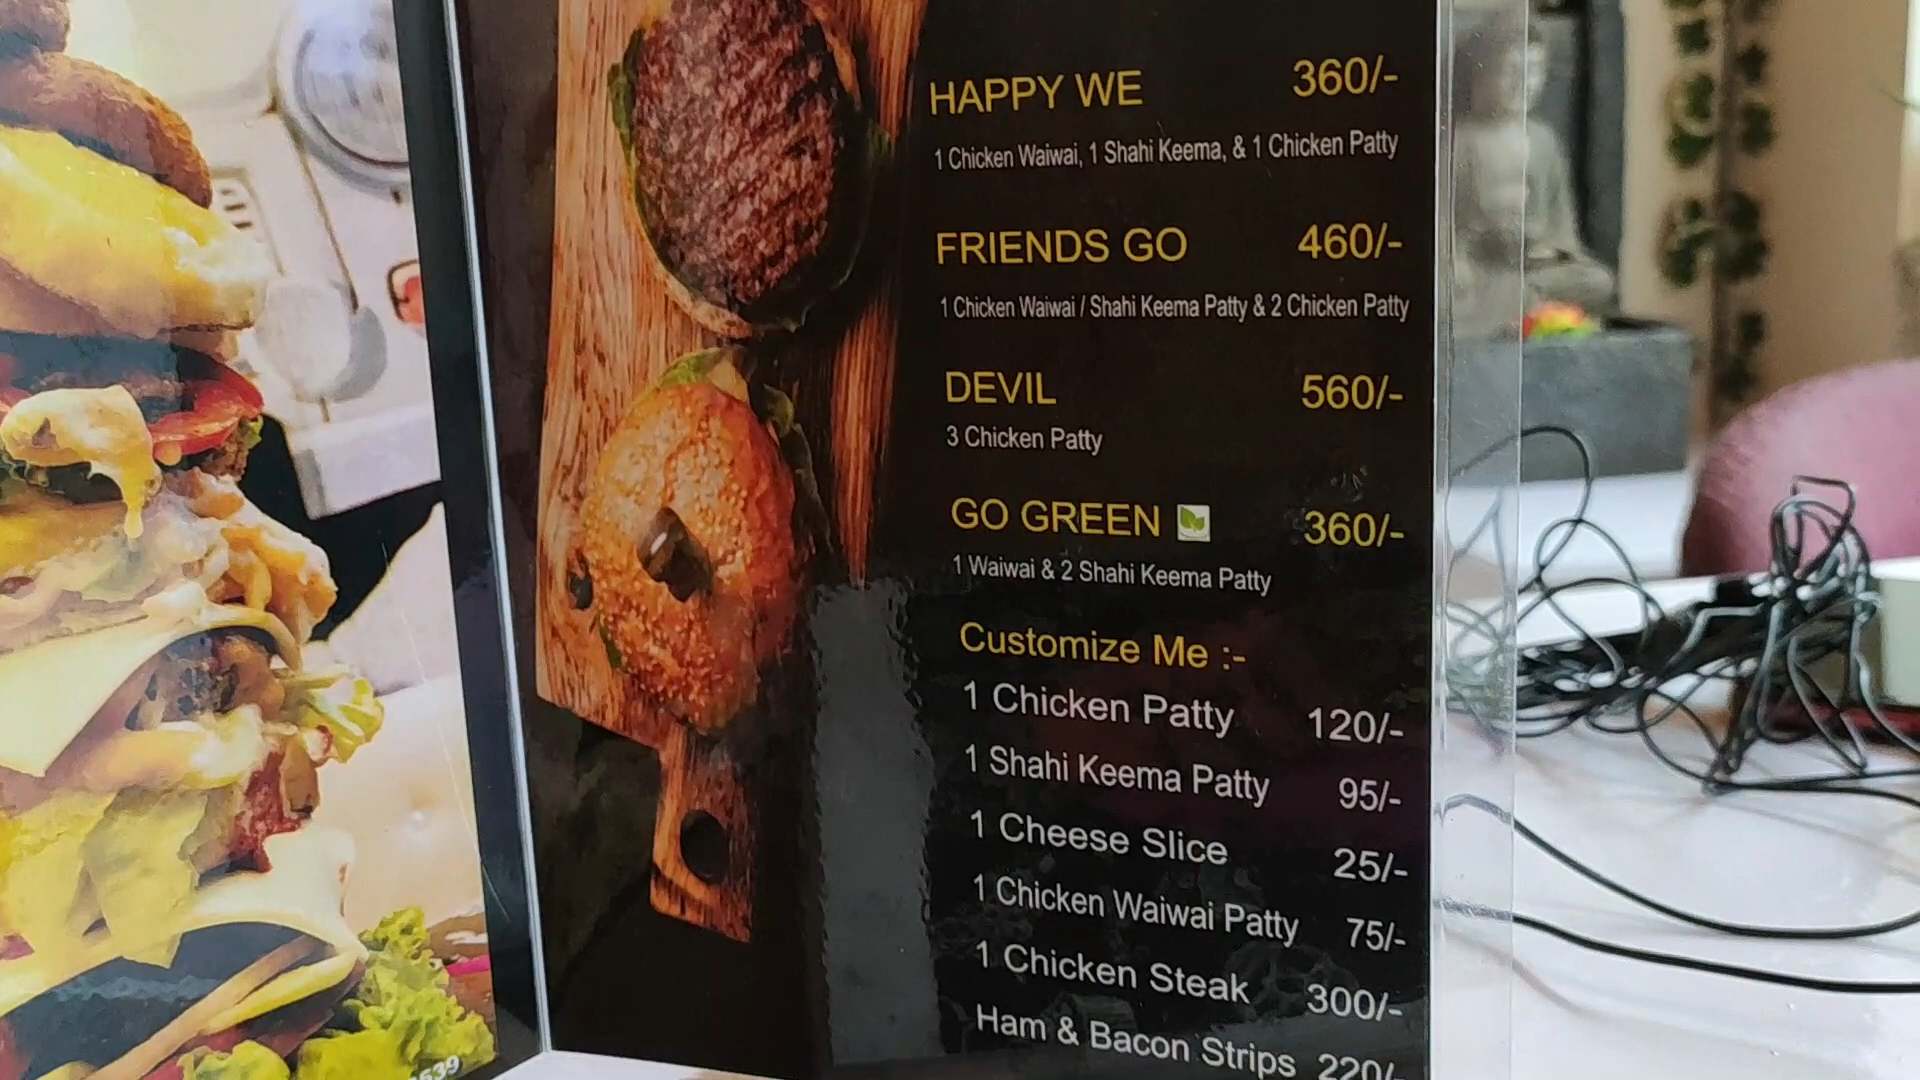 HAPPY WE 360/-
1 Chicken Waiwai, 1 Shahi Keema, & 1 Chicken Patty
FRIENDS GO 460/-
1 Chicken Waiwai / Shahi Keema Patty & 2 Chicken Patty
DEVIL 560/-
3 Chicken Patty
GO GREEN 360/-
1 Waiwai & 2 Shahi Keema Patty
Customize Me :-
1 Chicken Patty 120/-
1 Shahi Keema Patty 95/-
1 Cheese Slice 25/-
1 Chicken Waiwai Patty 75/-
1 Chicken Steak 300/-
Ham & Bacon Strips 220/-